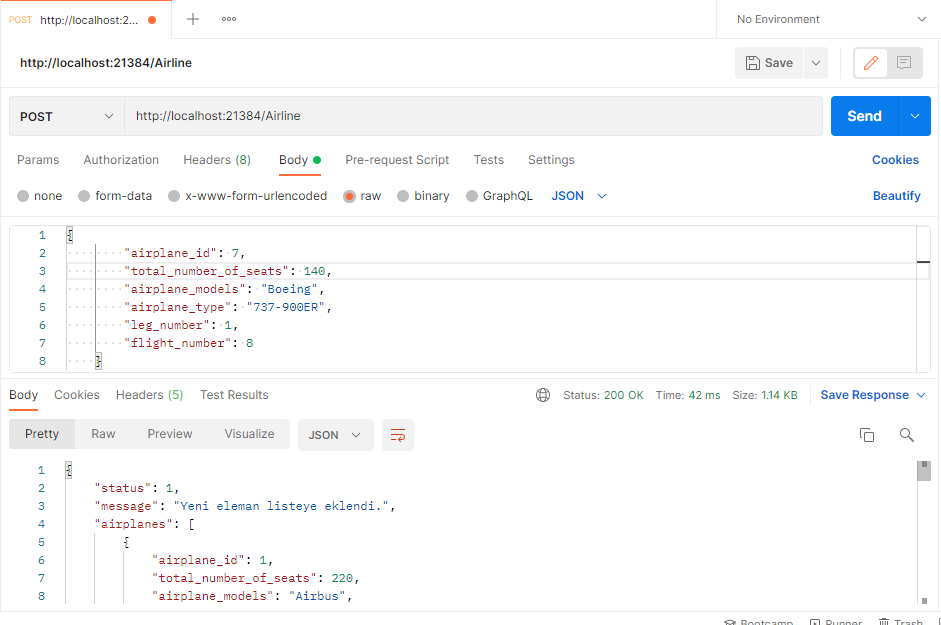 POST http://localhost:2... + ooo No Environment
http://localhost:21384/Airline Save
POST http://localhost:21384/Airline Send
Params Authorization Headers (8) Body Pre-request Script Tests Settings Cookies
none form-data x-www-form-urlencoded raw binary GraphQL JSON Beautify
1 {
2 "airplane_id": 7,
3 "total_number_of_seats": 140,
4 "airplane_models": "Boeing",
5 "airplane_type": "737-900ER",
6 "leg_number": 1,
7 "flight_number": 8
8 }
Body Cookies Headers (5) Test Results Status: 200 OK Time: 42 ms Size: 1.14 KB Save Response
Pretty Raw Preview Visualize JSON
1 {
2 "status": 1,
3 "message": "Yeni eleman listeye eklendi.",
4 "airplanes": [
5 {
6 "airplane_id": 1,
7 "total_number_of_seats": 220,
8 "airplane_models": "Airbus",
Bootcamp Runner Trash